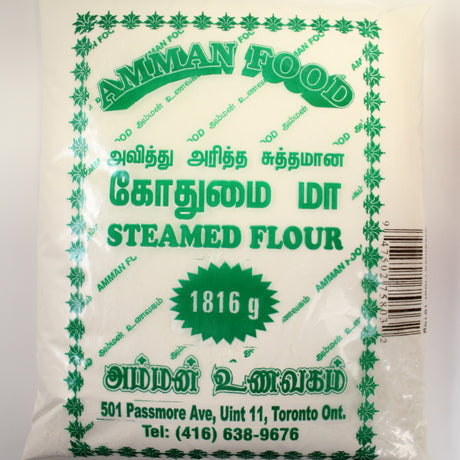 AMMAN FOOD
அவித்து அரித்த சுத்தமான
கோதுமை மா
STEAMED FLOUR
1816 g
அம்மன் உணவகம்
501 Passmore Ave, Uint 11, Toronto Ont.
Tel: (416) 638-9676